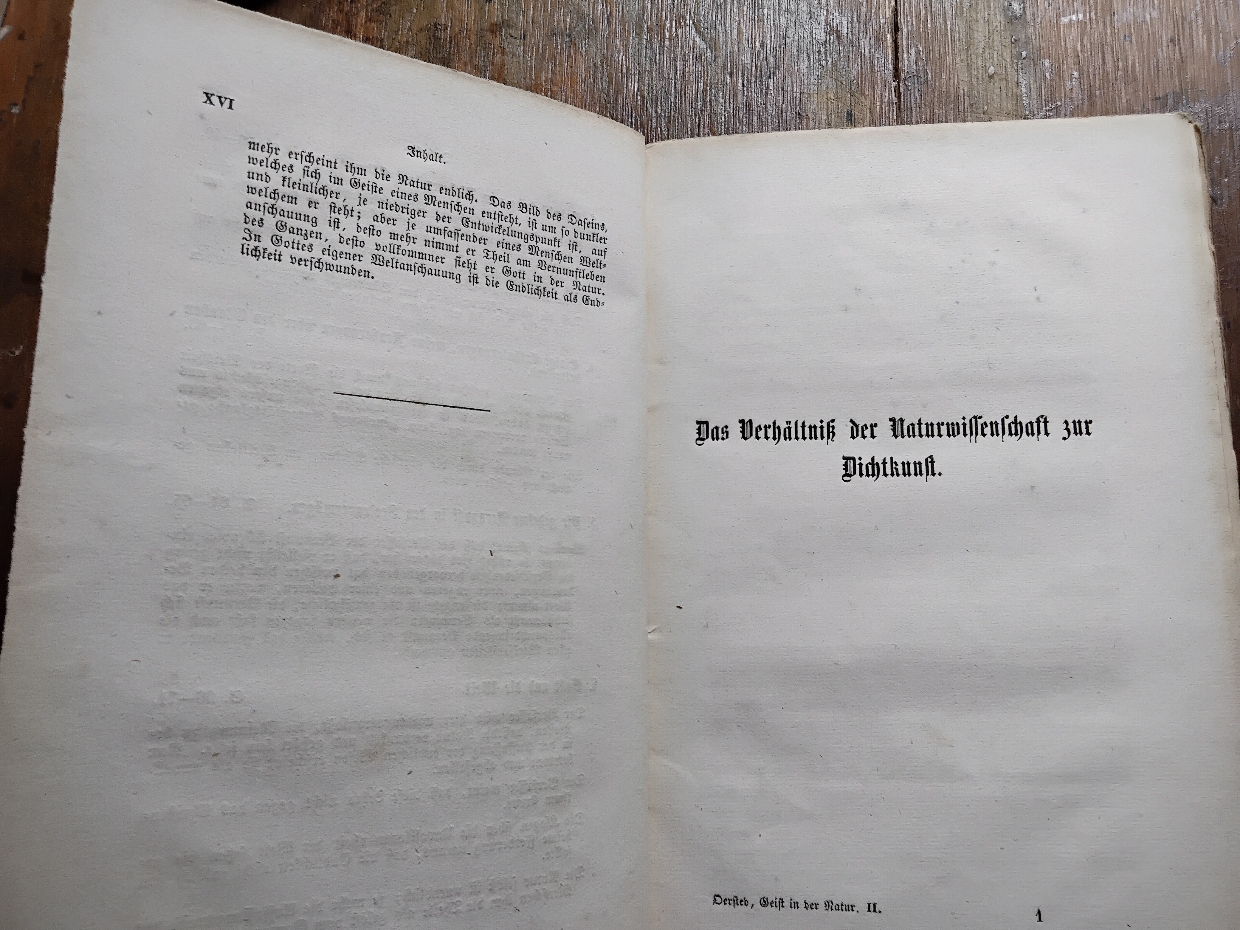 XVI
Inhalt.
mehr erscheint ihm die Natur endlich. Das Bild des Daseins,
welches sich im Geiste eines Menschen entsteht, ist um so dunkler
und kleinlicher, je niedriger der Entwickelungspunkt ist, auf
welchem er steht; aber je umfassender eines Menschen Welt-
anschauung ist, desto mehr nimmt er Theil am Vernunftleben
des Ganzen, desto vollkommner sieht er Gott in der Natur.
In Gottes eigener Weltanschauung ist die Endlichkeit als End-
lichkeit verschwunden.
Das Verhältniß der Naturwissenschaft zur
Dichtkunst.
Oersted, Geist in der Natur. II.
1